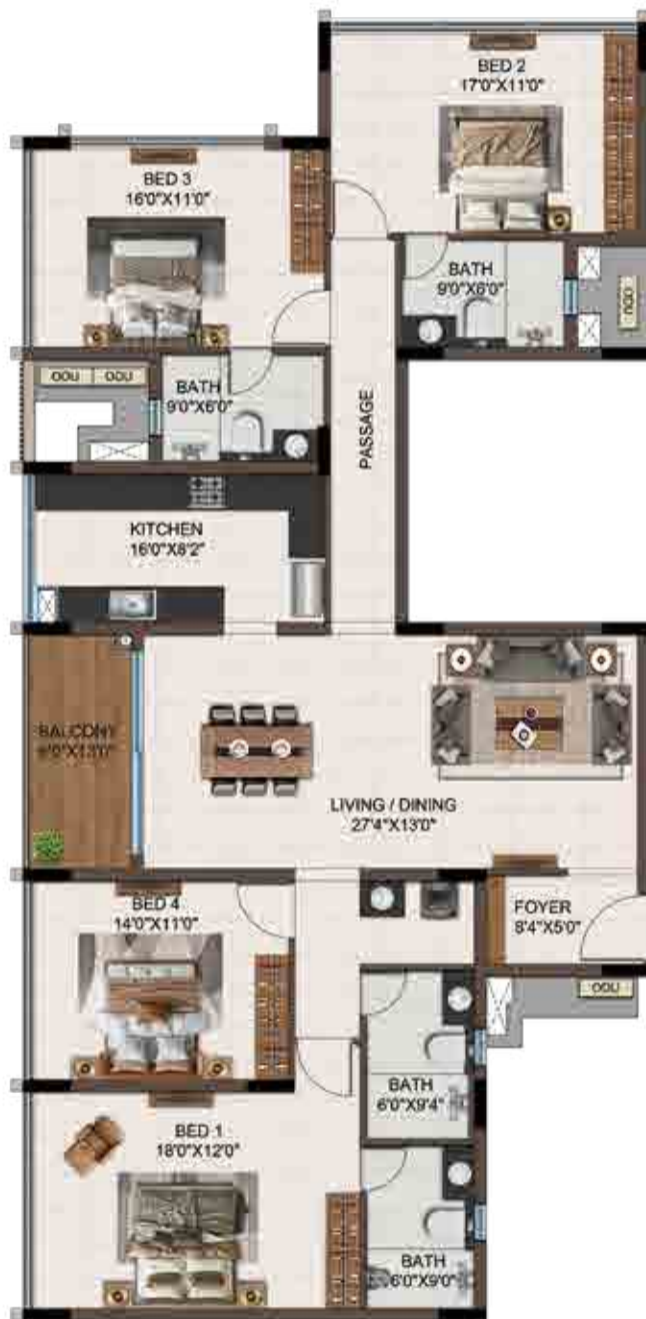 BED 2
17'0"X11'0"
BED 3
16'0"X11'0"
BATH
9'0"X6'0"
ODU
ODU
ODU
BATH
9'0"X6'0"
PASSAGE
KITCHEN
16'0"X8'2"
BALCONY
LIVING / DINING
27'4"X13'0"
BED 4
14'0"X11'0"
FOYER
8'4"X5'0"
ODU
BATH
6'0"X9'4"
BED 1
18'0"X12'0"
BATH
6'0"X9'0"